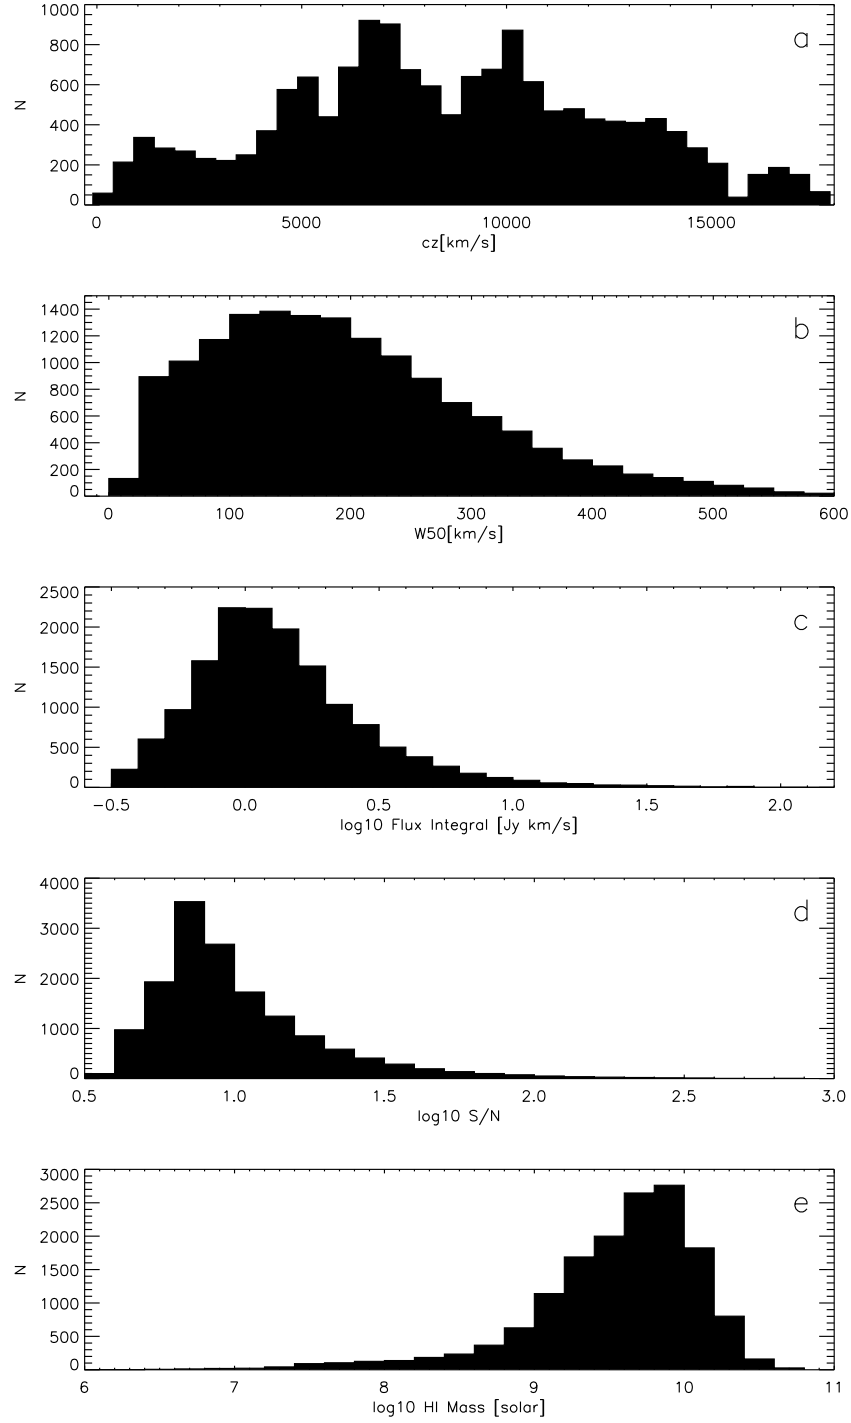 1000
800
600
400
200
0
N
a
0 5000 10000 15000
cz[km/s]
1400
1200
1000
800
600
400
200
0
N
b
0 100 200 300 400 500 600
W50[km/s]
2500
2000
1500
1000
500
0
N
c
−0.5 0.0 0.5 1.0 1.5 2.0
log10 Flux Integral [Jy km/s]
4000
3000
2000
1000
0
N
d
0.5 1.0 1.5 2.0 2.5 3.0
log10 S/N
3000
2500
2000
1500
1000
500
0
N
e
6 7 8 9 10 11
log10 HI Mass [solar]